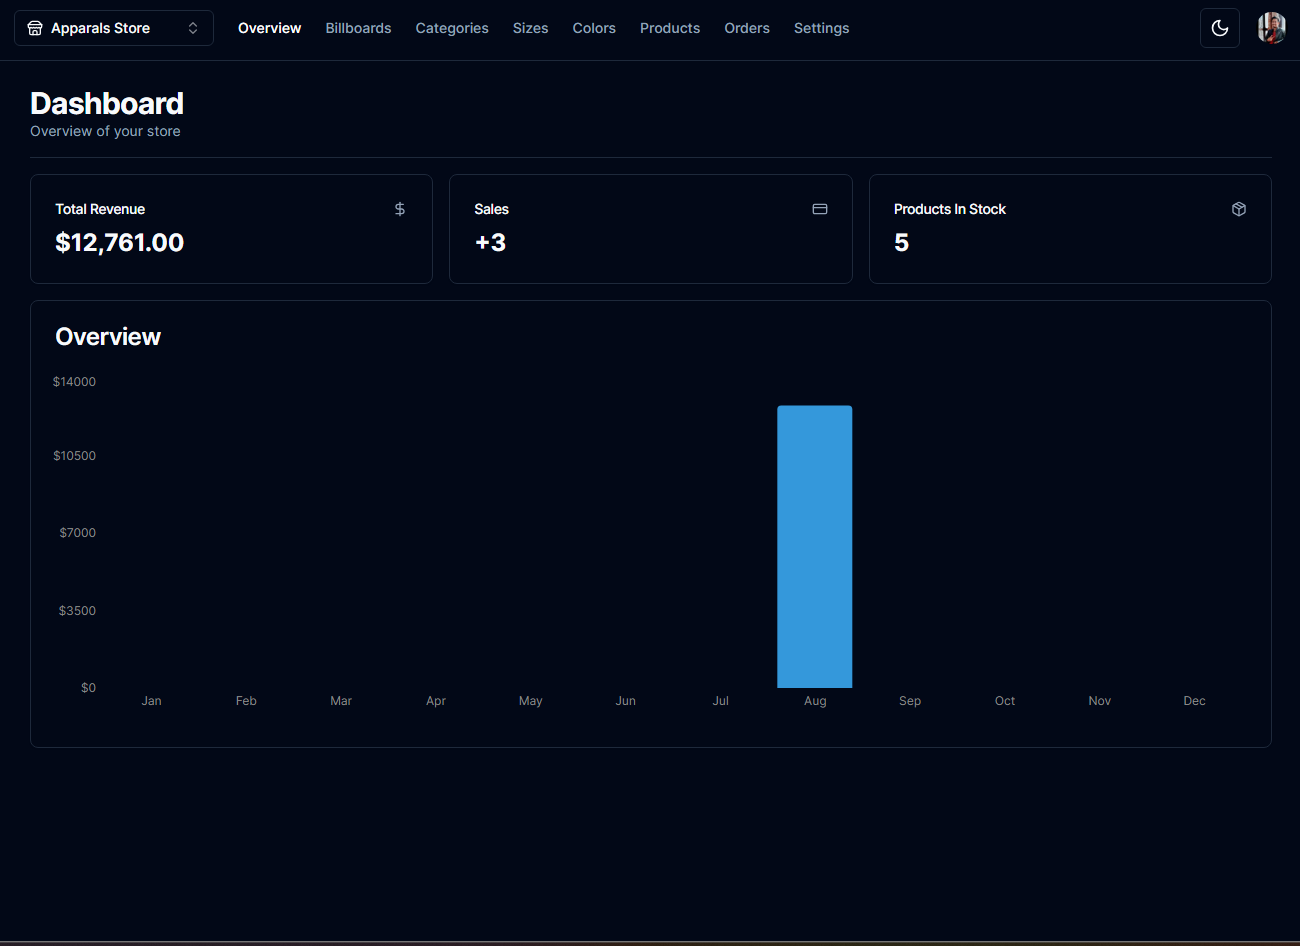 Apparals Store Overview Billboards Categories Sizes Colors Products Orders Settings
Dashboard
Overview of your store
Total Revenue
$12,761.00
Sales
+3
Products In Stock
5
Overview
$14000
$10500
$7000
$3500
$0
Jan Feb Mar Apr May Jun Jul Aug Sep Oct Nov Dec